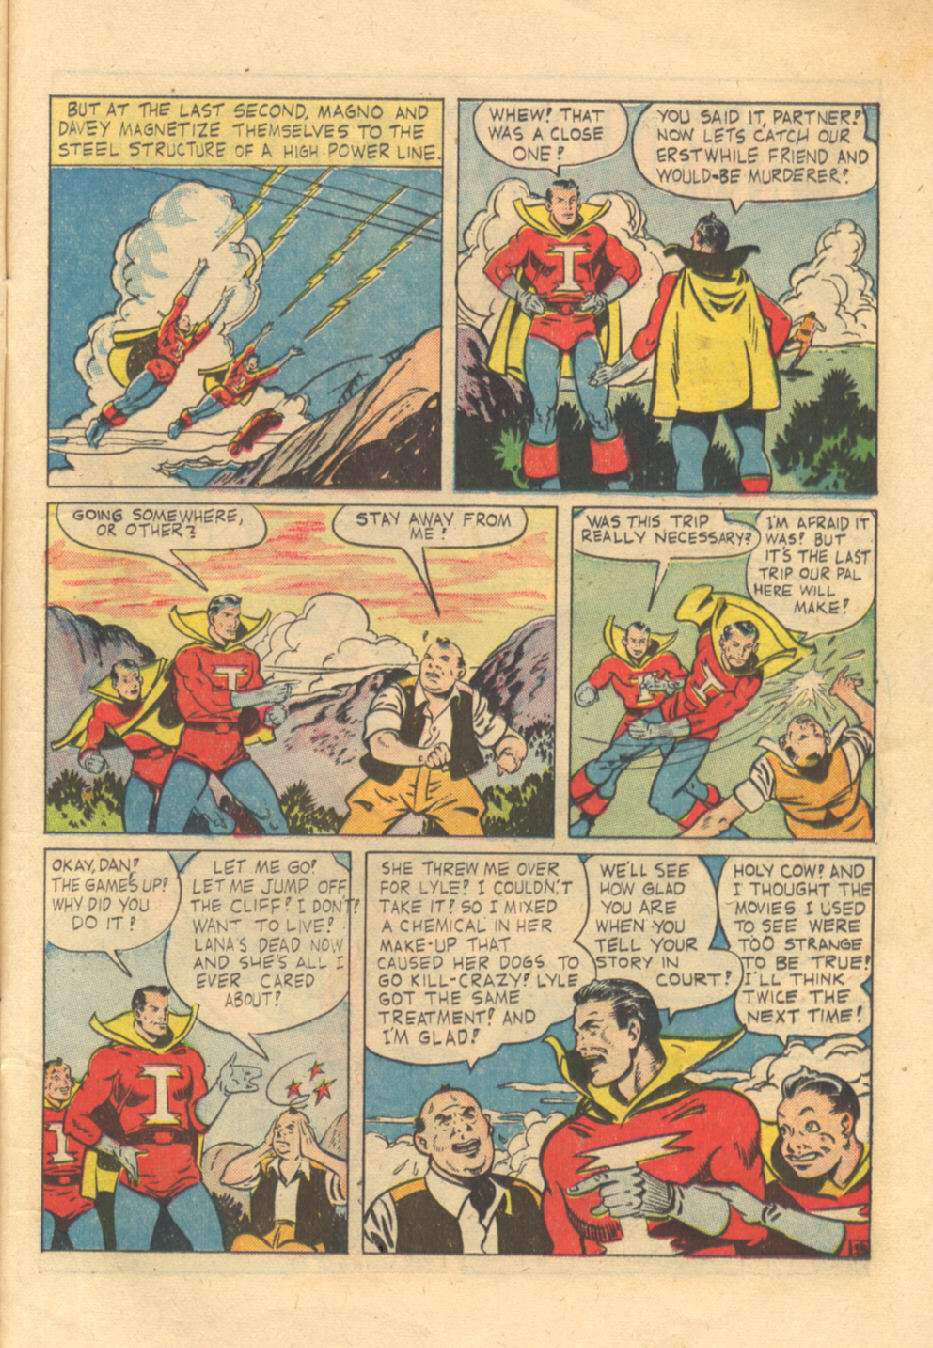 BUT AT THE LAST SECOND, MAGNO AND
DAVEY MAGNETIZE THEMSELVES TO THE
STEEL STRUCTURE OF A HIGH POWER LINE.
WHEW! THAT
WAS A CLOSE
ONE!
YOU SAID IT, PARTNER!
NOW LETS CATCH OUR
ERSTWHILE FRIEND AND
WOULD-BE MURDERER!
I
GOING SOMEWHERE,
OR OTHER?
STAY AWAY FROM
ME!
I
WAS THIS TRIP
REALLY NECESSARY?
I'M AFRAID IT
WAS! BUT
IT'S THE LAST
TRIP OUR PAL
HERE WILL
MAKE!
I
I
OKAY, DAN!
THE GAME'S UP!
WHY DID YOU
DO IT!
LET ME GO!
LET ME JUMP OFF
THE CLIFF! I DON'T
WANT TO LIVE!
LANA'S DEAD NOW
AND SHE'S ALL I
EVER CARED
ABOUT!
I
I
SHE THREW ME OVER
FOR LYLE! I COULDN'T
TAKE IT! SO I MIXED
A CHEMICAL IN HER
MAKE-UP THAT
CAUSED HER DOGS TO
GO KILL-CRAZY! LYLE
GOT THE SAME
TREATMENT! AND
I'M GLAD!
WE'LL SEE
HOW GLAD
YOU ARE
WHEN YOU
TELL YOUR
STORY IN
COURT!
HOLY COW! AND
I THOUGHT THE
MOVIES I USED
TO SEE WERE
TOO STRANGE
TO BE TRUE!
I'LL THINK
TWICE THE
NEXT TIME!
I